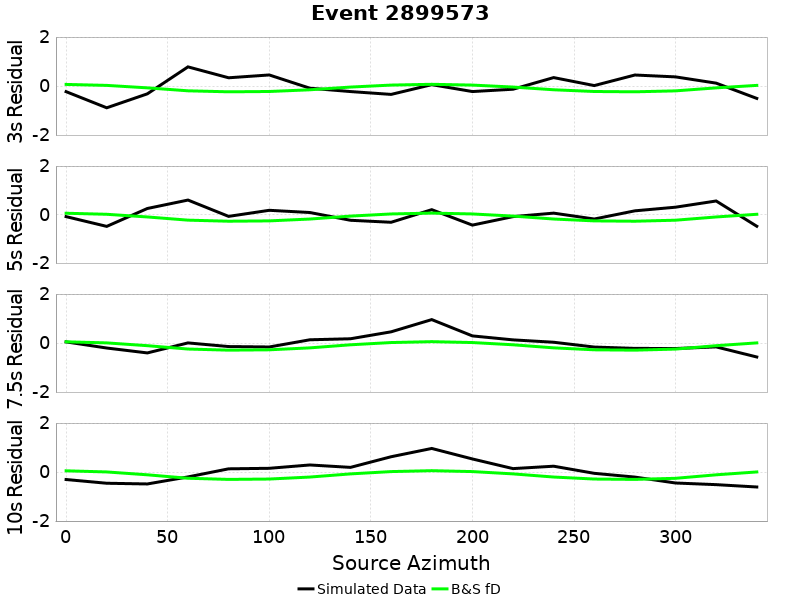 Event 2899573
3s Residual
2
0
-2
5s Residual
2
0
-2
7.5s Residual
2
0
-2
10s Residual
2
0
-2
0 50 100 150 200 250 300
Source Azimuth
Simulated Data B&S fD